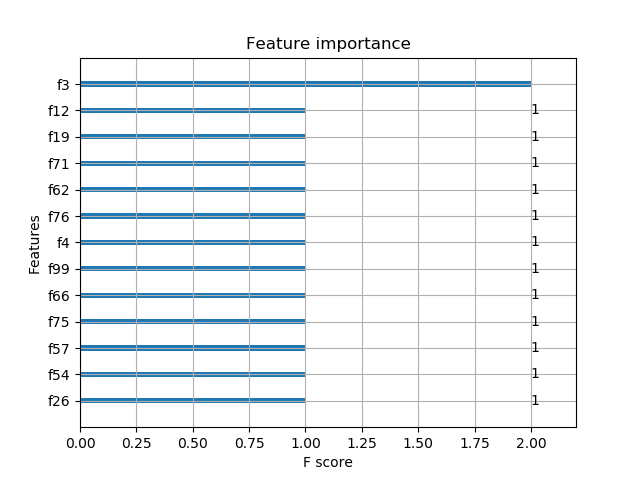 Feature importance
f3
f12 1
f19 1
f71 1
f62 1
f76 1
f4 1
f99 1
f66 1
f75 1
f57 1
f54 1
f26 1
Features
0.00 0.25 0.50 0.75 1.00 1.25 1.50 1.75 2.00
F score